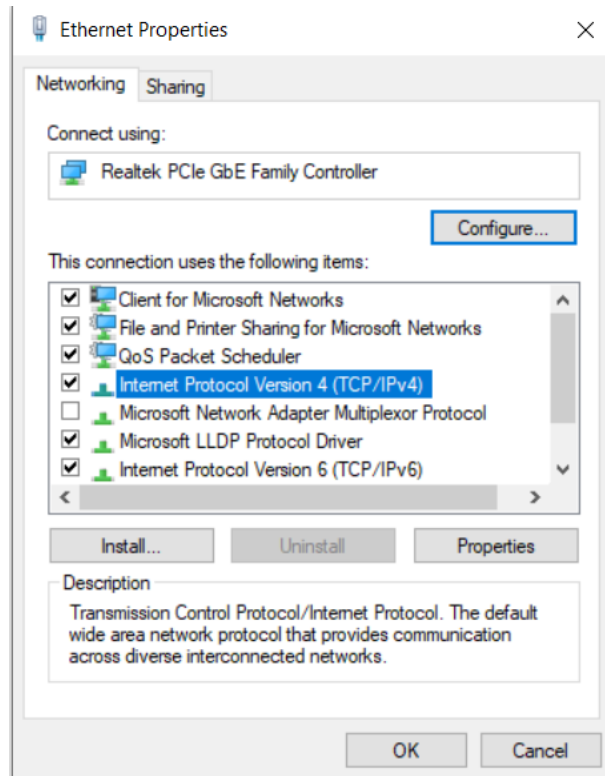 Ethernet Properties
Networking
Sharing
Connect using:
Realtek PCIe GbE Family Controller
Configure...
This connection uses the following items:
Client for Microsoft Networks
File and Printer Sharing for Microsoft Networks
QoS Packet Scheduler
Internet Protocol Version 4 (TCP/IPv4)
Microsoft Network Adapter Multiplexor Protocol
Microsoft LLDP Protocol Driver
Internet Protocol Version 6 (TCP/IPv6)
Install...
Uninstall
Properties
Description
Transmission Control Protocol/Internet Protocol. The default
wide area network protocol that provides communication
across diverse interconnected networks.
OK
Cancel